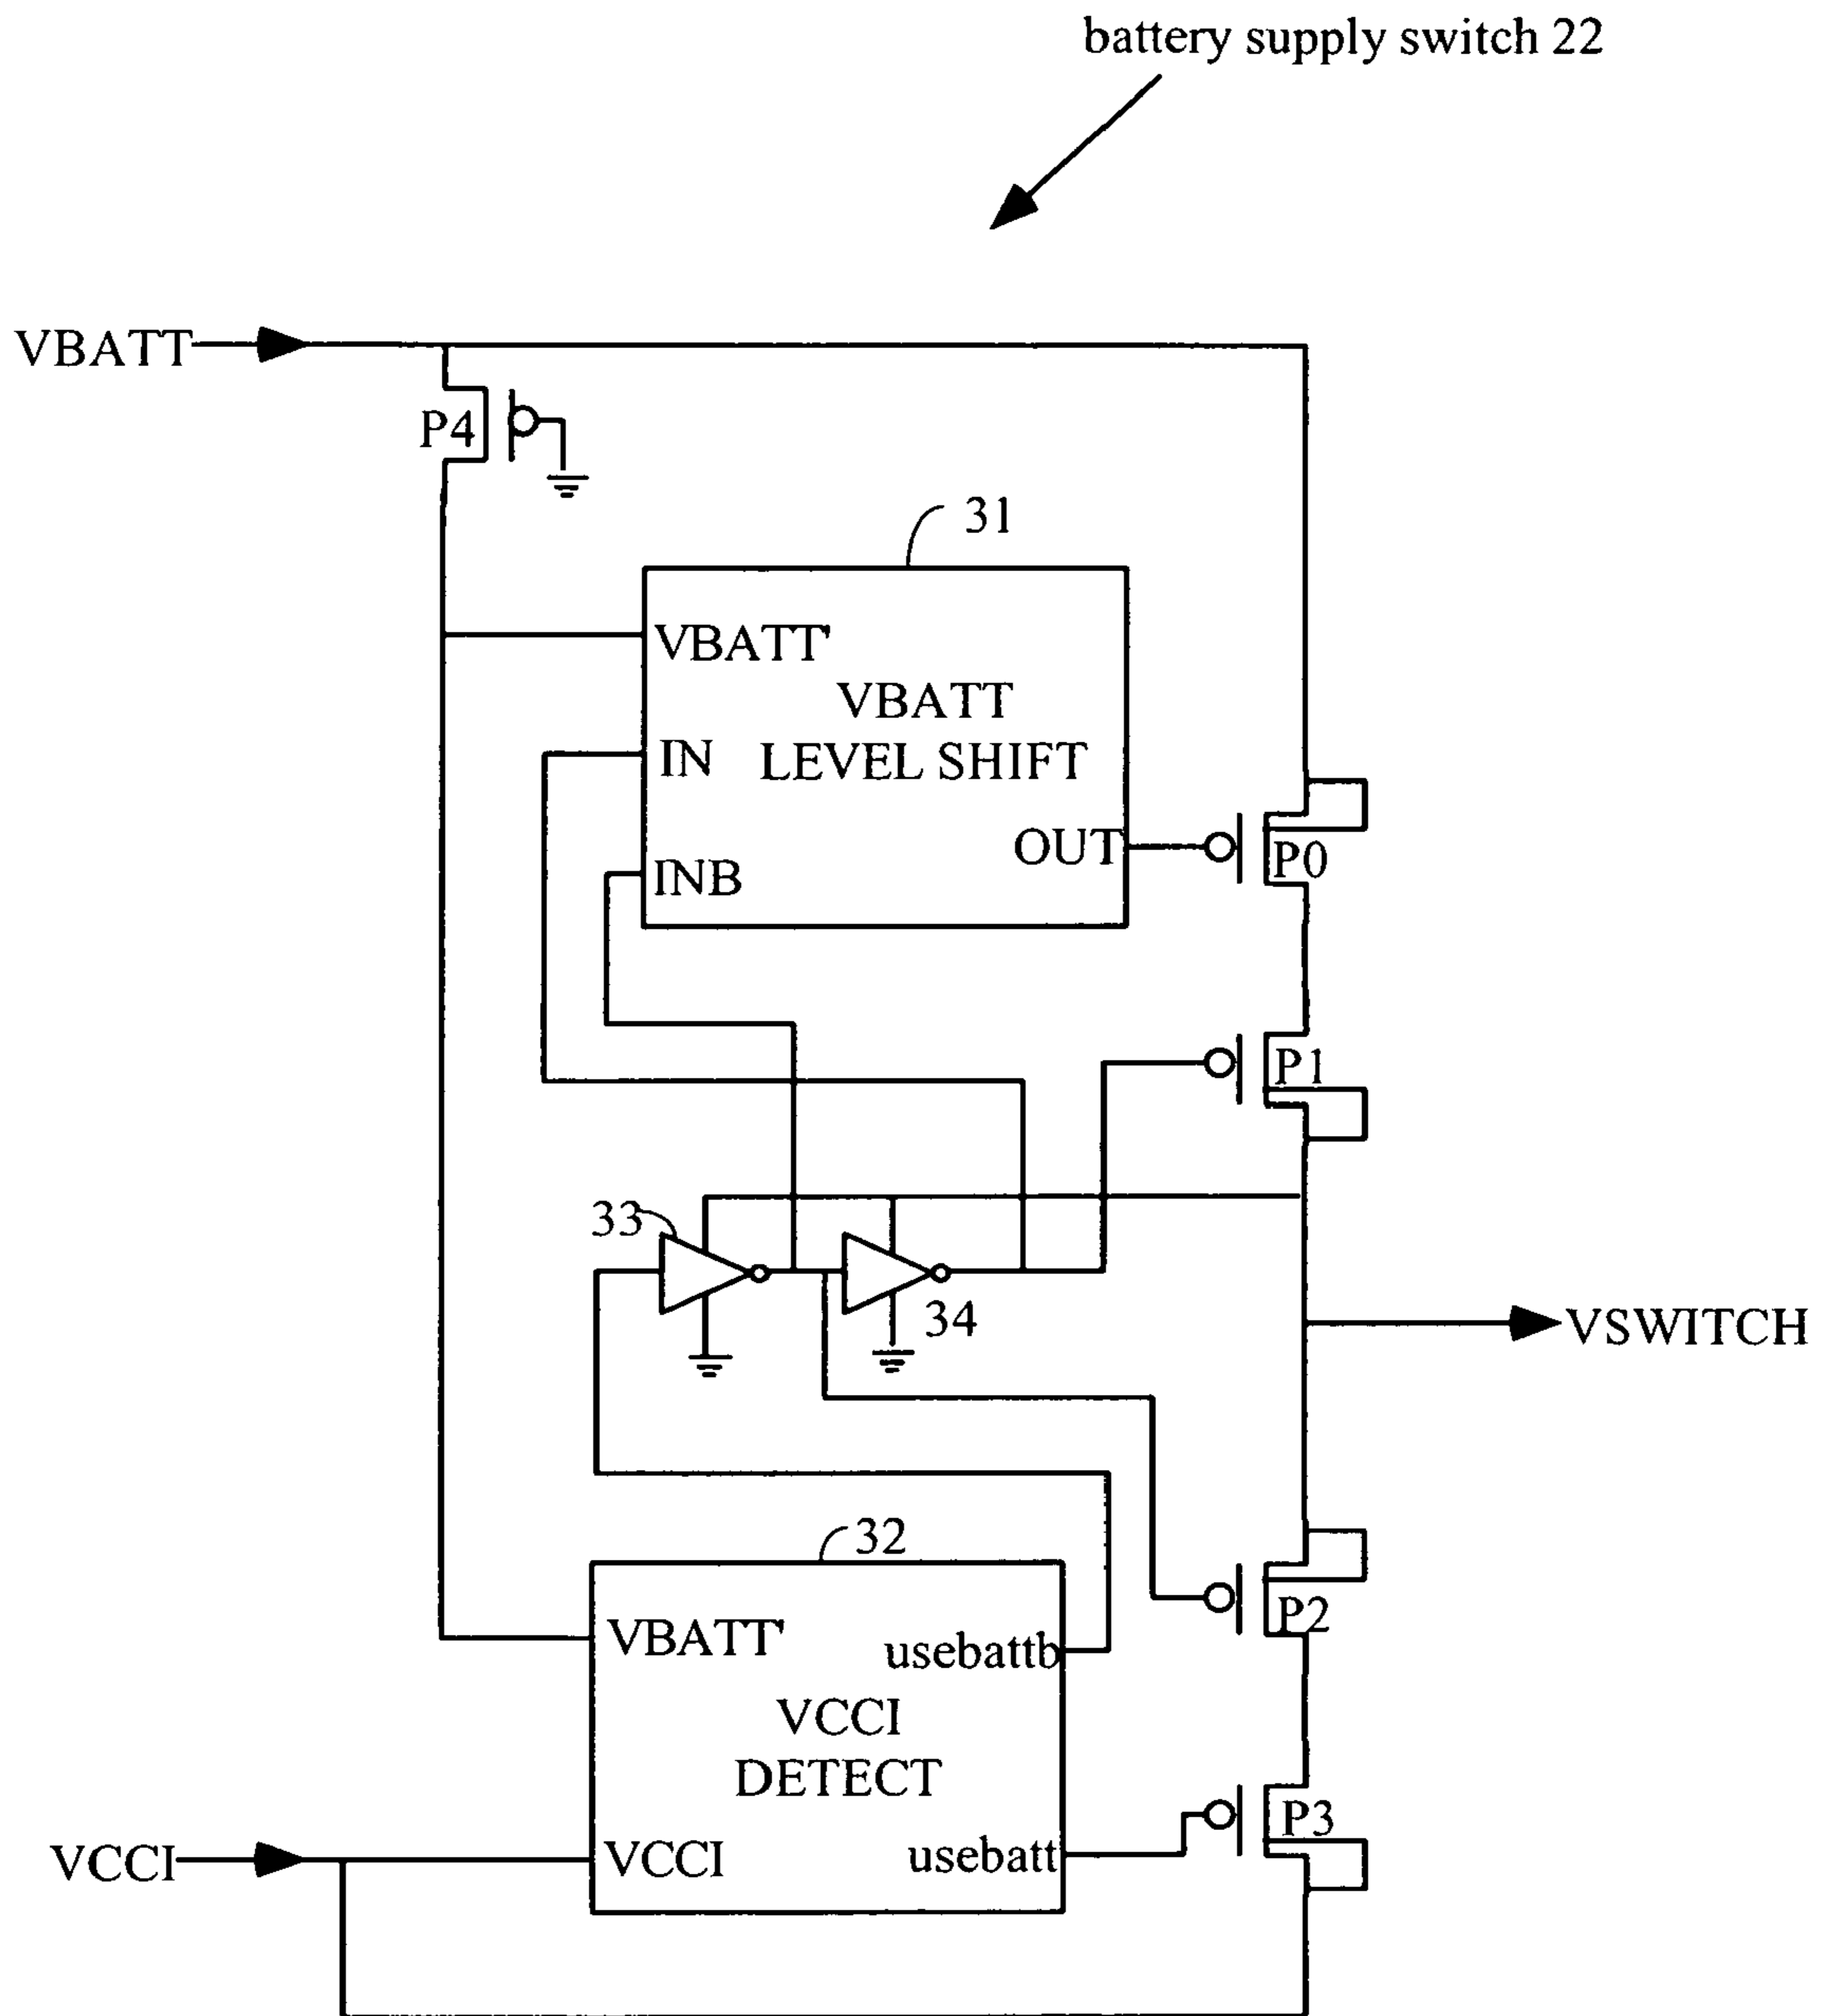 battery supply switch 22
VBATT
P4
31
VBATT'
VBATT
LEVEL SHIFT
IN
OUT
INB
P0
P1
33
34
VSWITCH
32
VBATT'
usebattb
P2
VCCI
DETECT
P3
VCCI
VCCI
usebatt